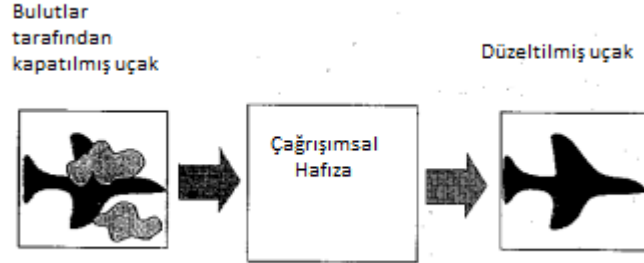 Bulutlar
tarafından
kapatılmış uçak
Düzeltilmiş uçak
Çağrışımsal
Hafıza